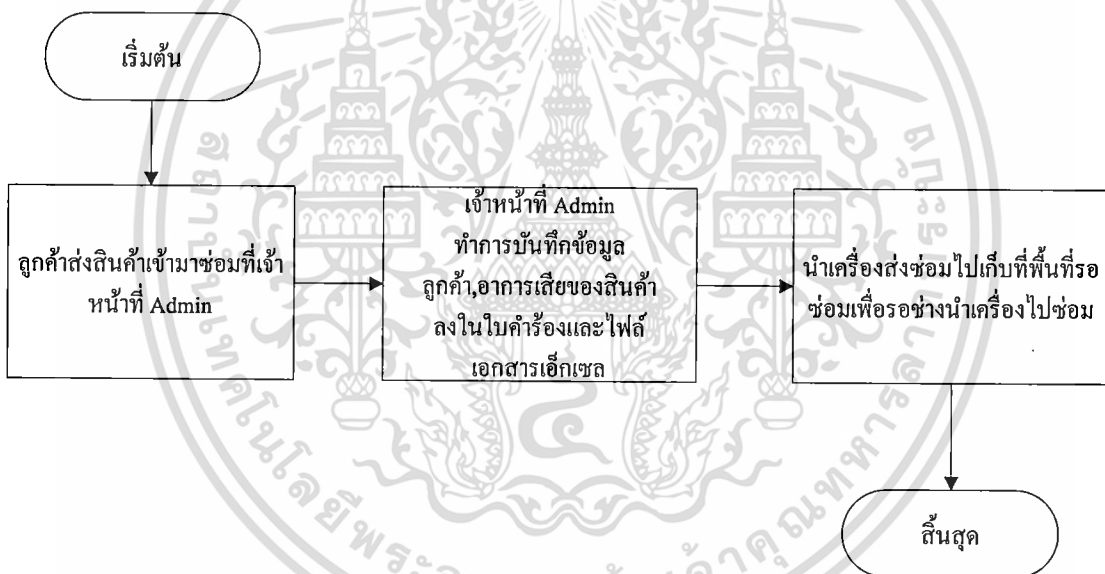 เริ่มต้น
ลูกค้าส่งสินค้าเข้ามาซ่อมที่เจ้า
หน้าที่ Admin
เจ้าหน้าที่ Admin
ทำการบันทึกข้อมูล
ลูกค้า,อาการเสียของสินค้า
ลงในใบคำร้องและไฟล์
เอกสารเอ็กเซล
นำเครื่องส่งซ่อมไปเก็บที่พื้นที่รอ
ซ่อมเพื่อรอช่างนำเครื่องไปซ่อม
สิ้นสุด